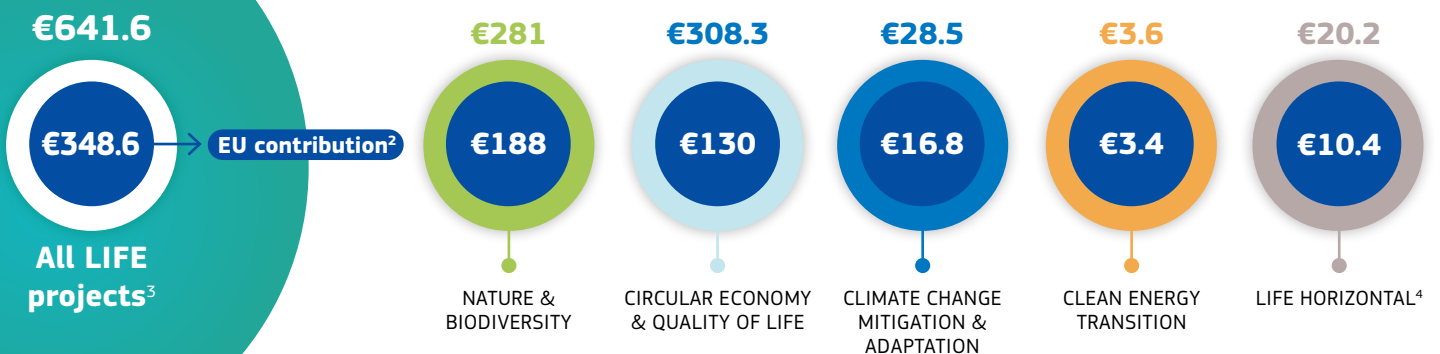 €641.6
€348.6
EU contribution²
All LIFE
projects³
€281
€188
NATURE &
BIODIVERSITY
€308.3
€130
CIRCULAR ECONOMY
& QUALITY OF LIFE
€28.5
€16.8
CLIMATE CHANGE
MITIGATION &
ADAPTATION
€3.6
€3.4
CLEAN ENERGY
TRANSITION
€20.2
€10.4
LIFE HORIZONTAL⁴